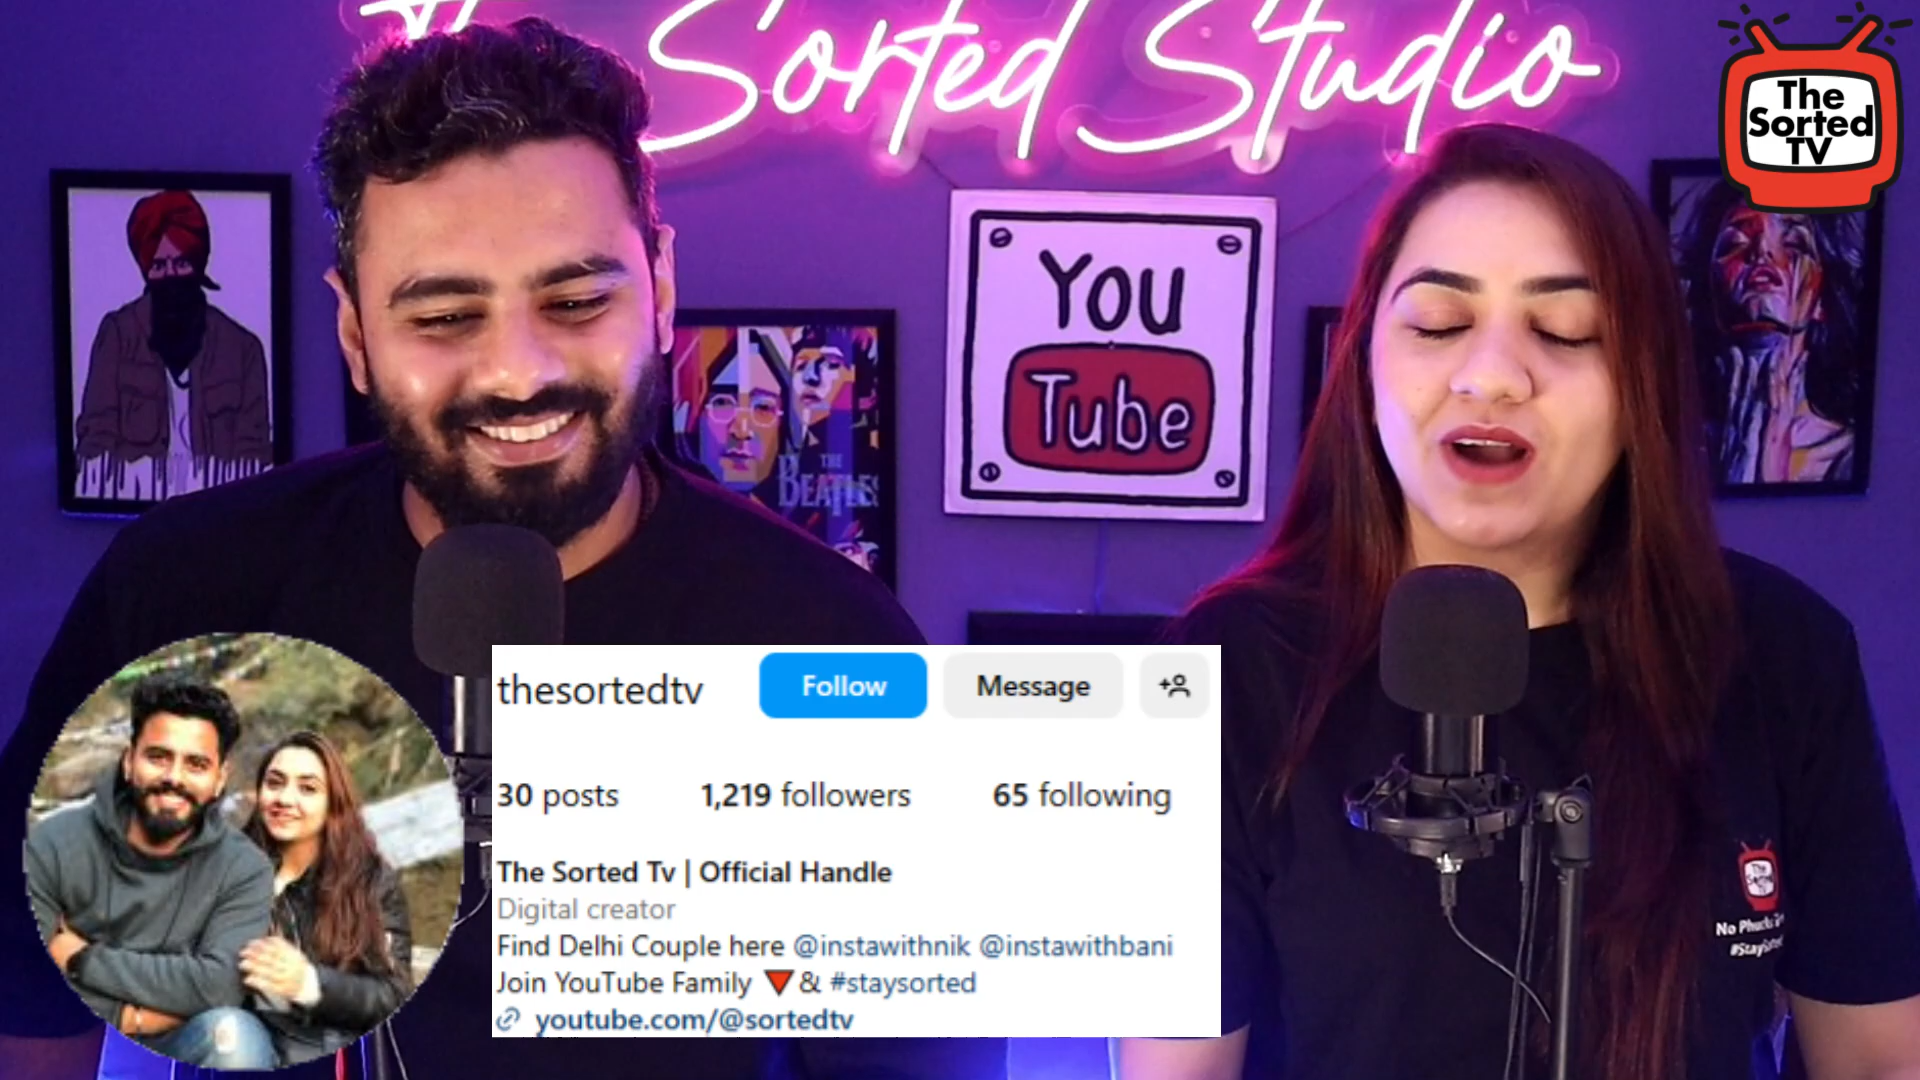 The Sorted Studio
The
Sorted
TV
You
Tube
THE
BEATLES
thesortedtv
Follow
Message
30 posts
1,219 followers
65 following
The Sorted Tv | Official Handle
Digital creator
Find Delhi Couple here @instawithnik @instawithbani
Join YouTube Family 🔻& #staysorted
youtube.com/@sortedtv